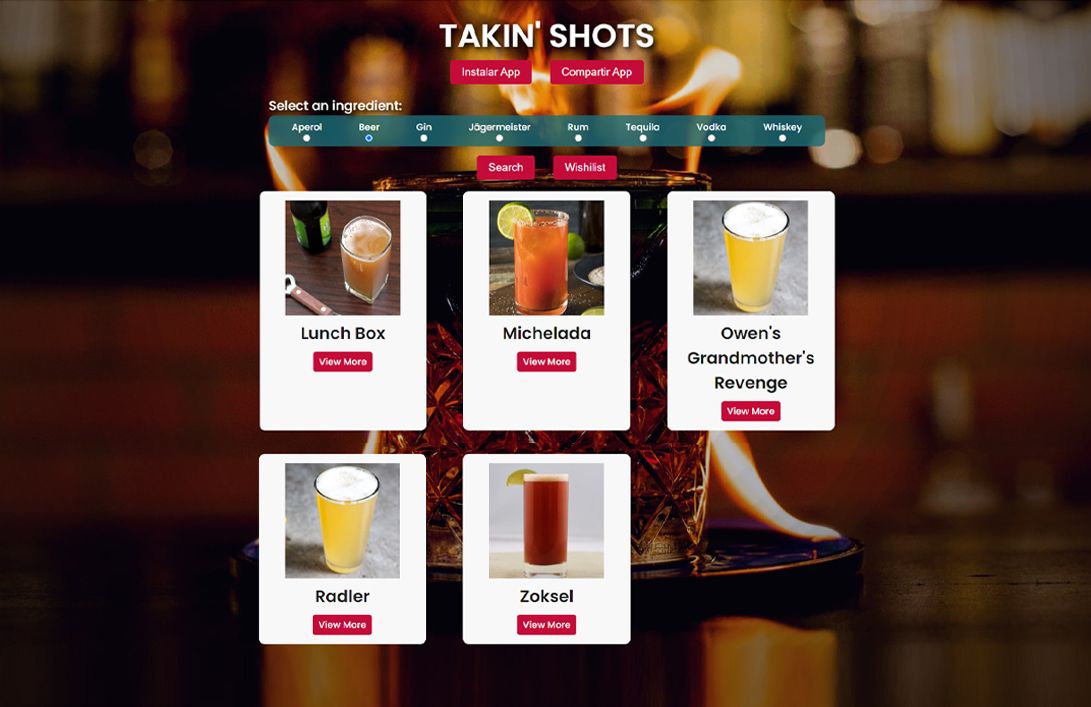 TAKIN' SHOTS
Instalar App Compartir App
Select an ingredient:
Aperol Beer Gin Jägermeister Rum Tequila Vodka Whiskey
Search Wishilist
Lunch Box
View More
Michelada
View More
Owen's
Grandmother's
Revenge
View More
Radler
View More
Zoksel
View More